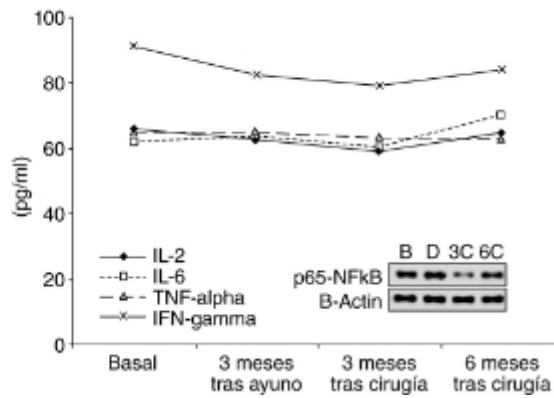 (pg/ml)
100
80
60
40
20
0
IL-2
IL-6
TNF-alpha
IFN-gamma
B D 3C 6C
p65-NFkB
B-Actin
Basal
3 meses
tras ayuno
3 meses
tras cirugía
6 meses
tras cirugía